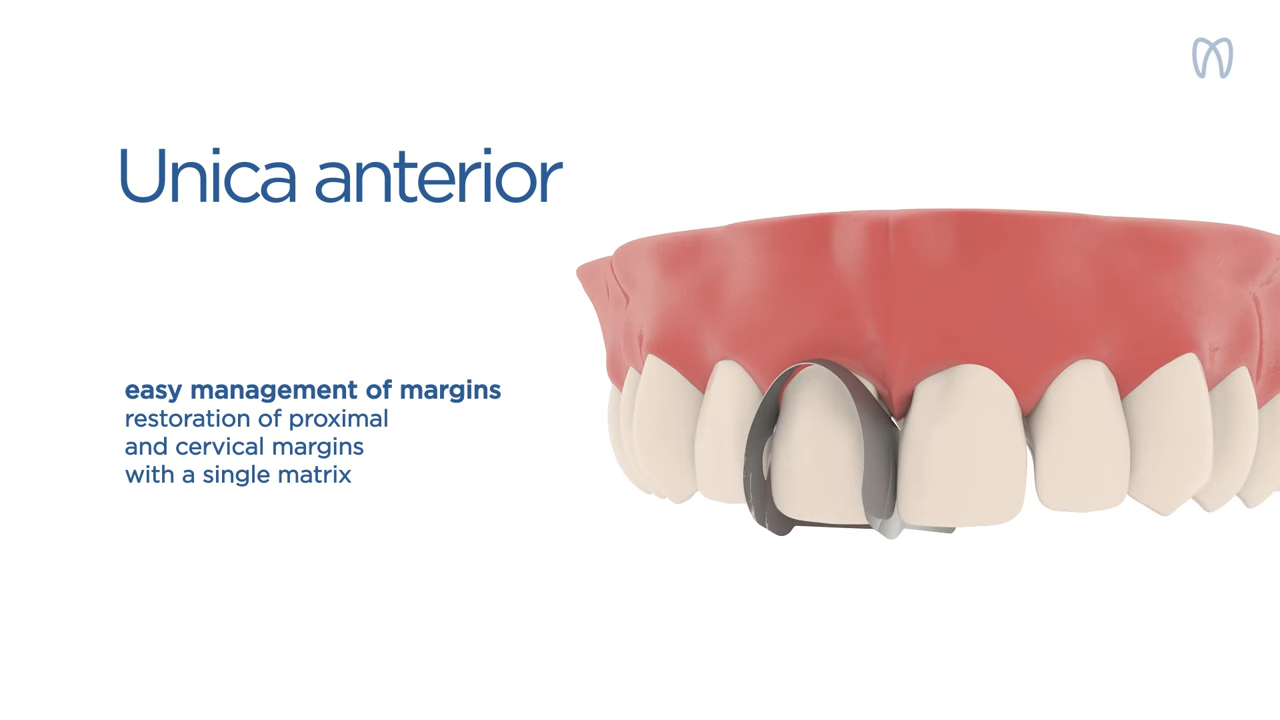 Unica anterior
easy management of margins
restoration of proximal
and cervical margins
with a single matrix